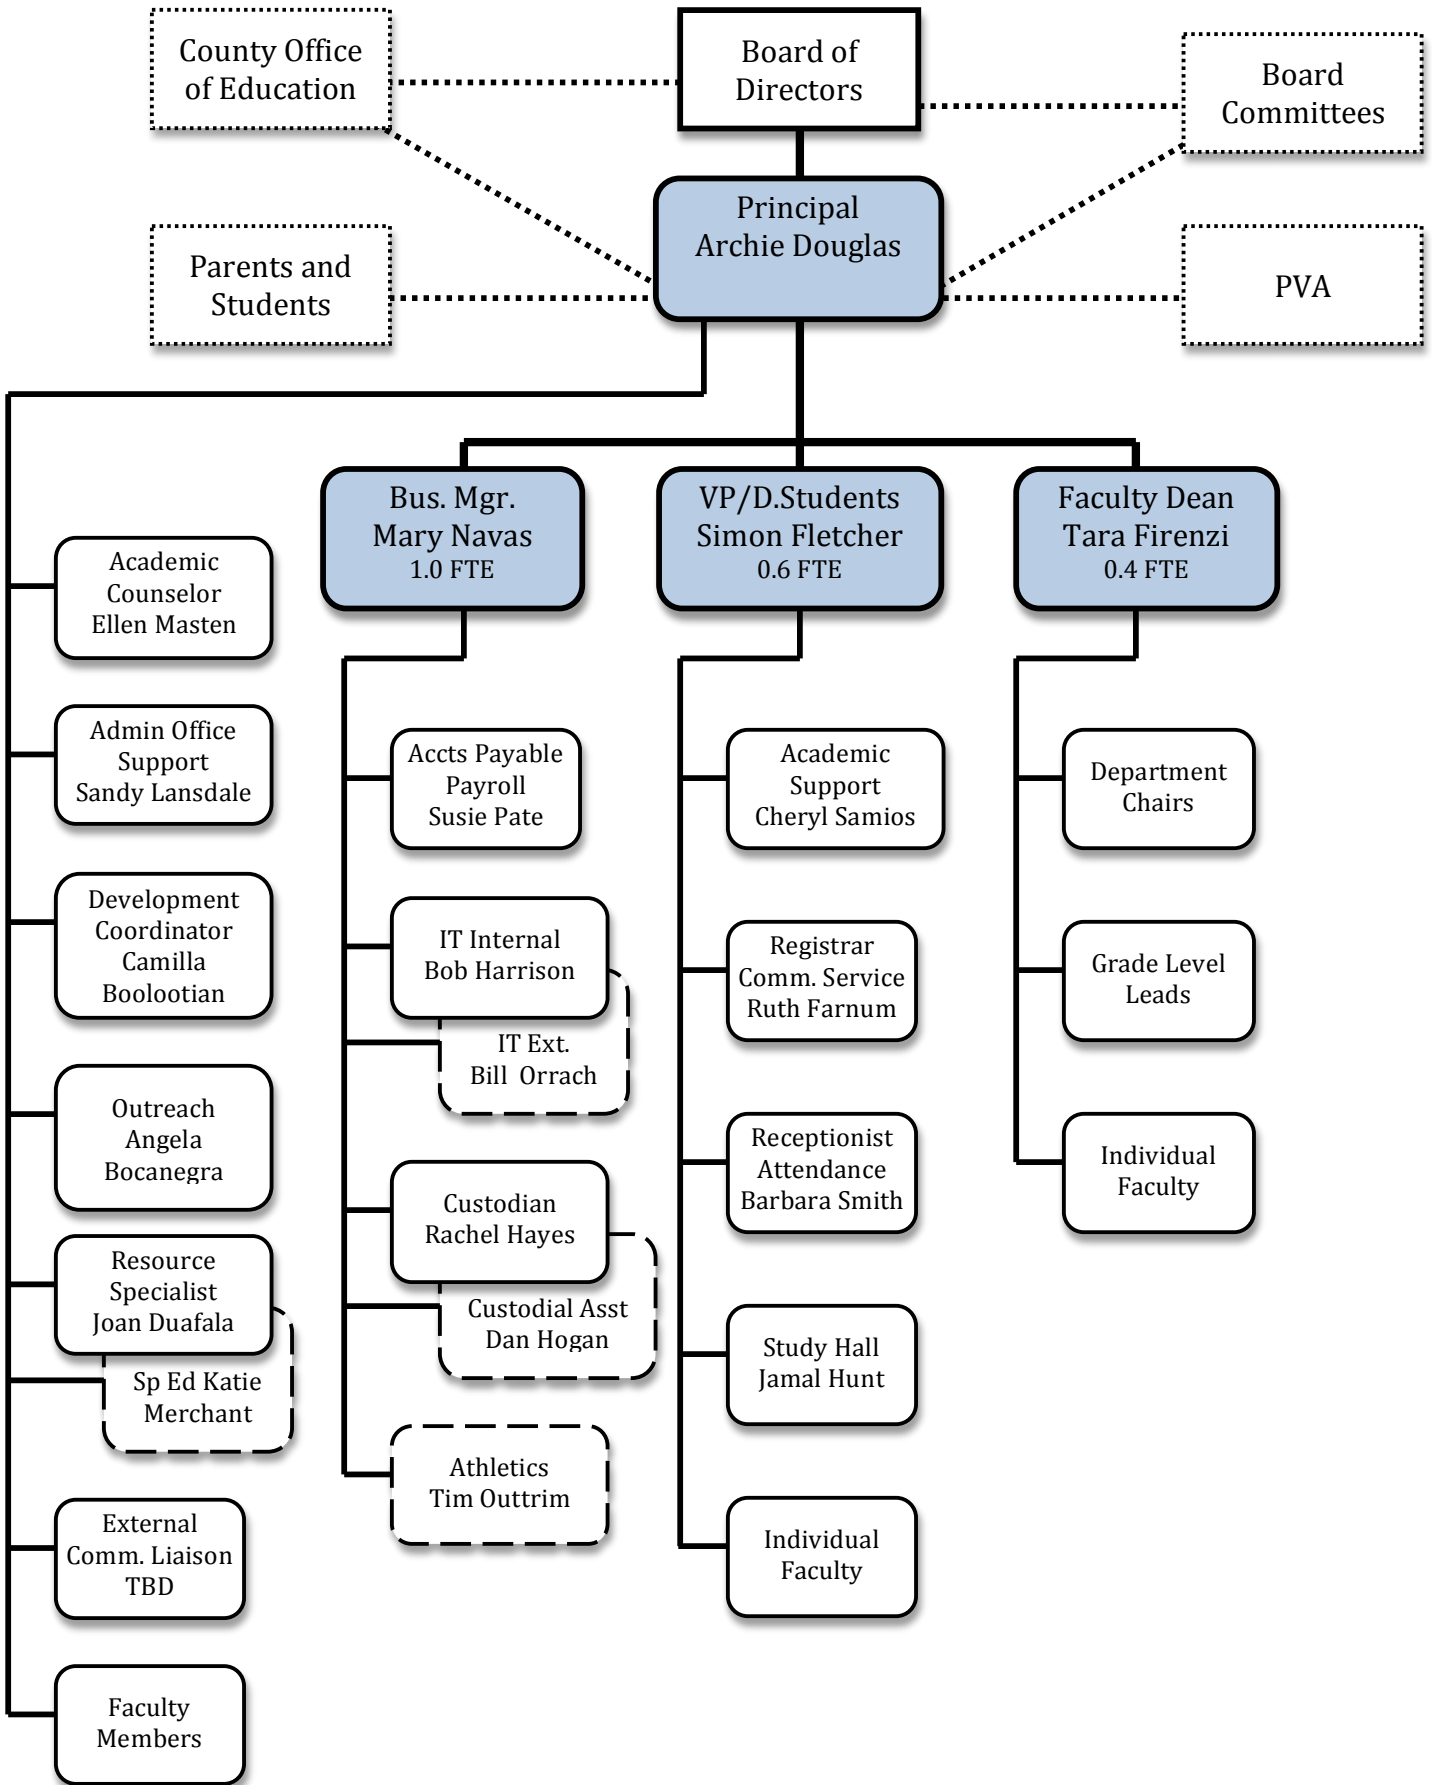 County Office
of Education
Board of
Directors
Board
Committees
Principal
Archie Douglas
Parents and
Students
PVA
Bus. Mgr.
Mary Navas
1.0 FTE
VP/D.Students
Simon Fletcher
0.6 FTE
Faculty Dean
Tara Firenzi
0.4 FTE
Academic
Counselor
Ellen Masten
Admin Office
Support
Sandy Lansdale
Development
Coordinator
Camilla
Boolootian
Outreach
Angela
Bocanegra
Resource
Specialist
Joan Duafala
Sp Ed Katie
Merchant
External
Comm. Liaison
TBD
Faculty
Members
Accts Payable
Payroll
Susie Pate
IT Internal
Bob Harrison
IT Ext.
Bill  Orrach
Custodian
Rachel Hayes
Custodial Asst
Dan Hogan
Athletics
Tim Outtrim
Academic
Support
Cheryl Samios
Registrar
Comm. Service
Ruth Farnum
Receptionist
Attendance
Barbara Smith
Study Hall
Jamal Hunt
Individual
Faculty
Department
Chairs
Grade Level
Leads
Individual
Faculty